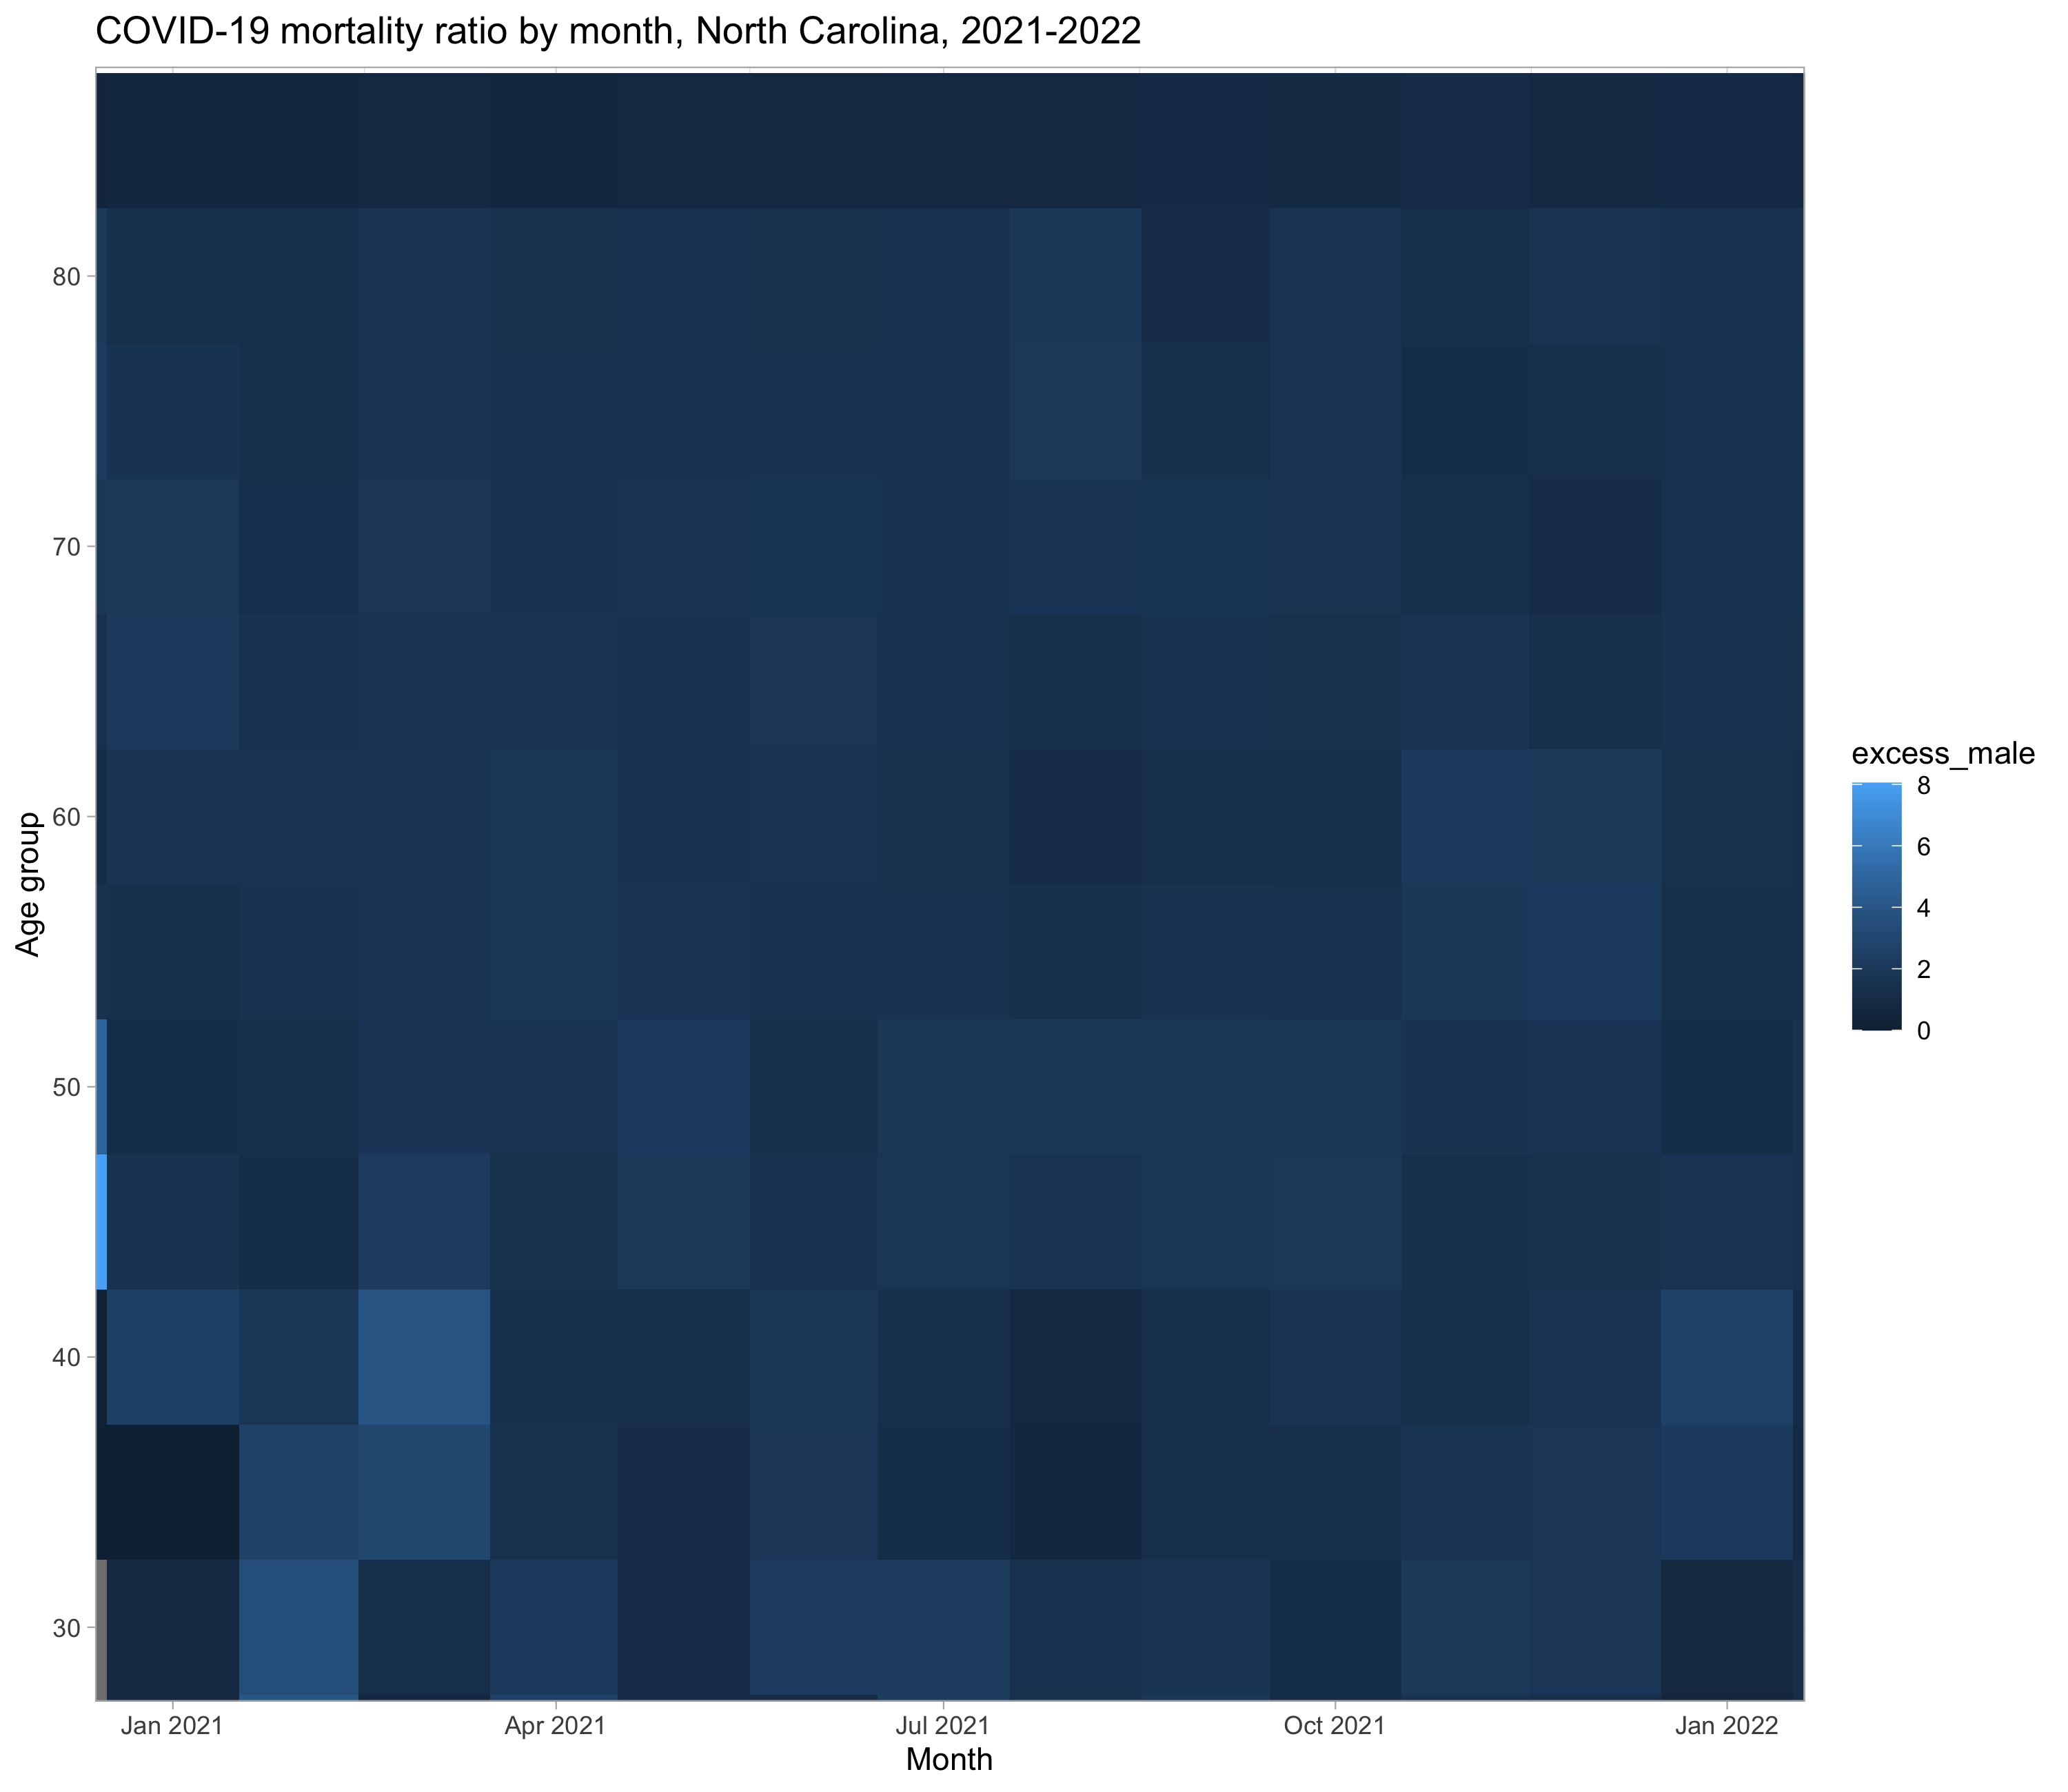 COVID-19 mortality ratio by month, North Carolina, 2021-2022
80
70
60
50
40
30
Age group
Jan 2021
Apr 2021
Jul 2021
Oct 2021
Jan 2022
Month
excess_male
8
6
4
2
0